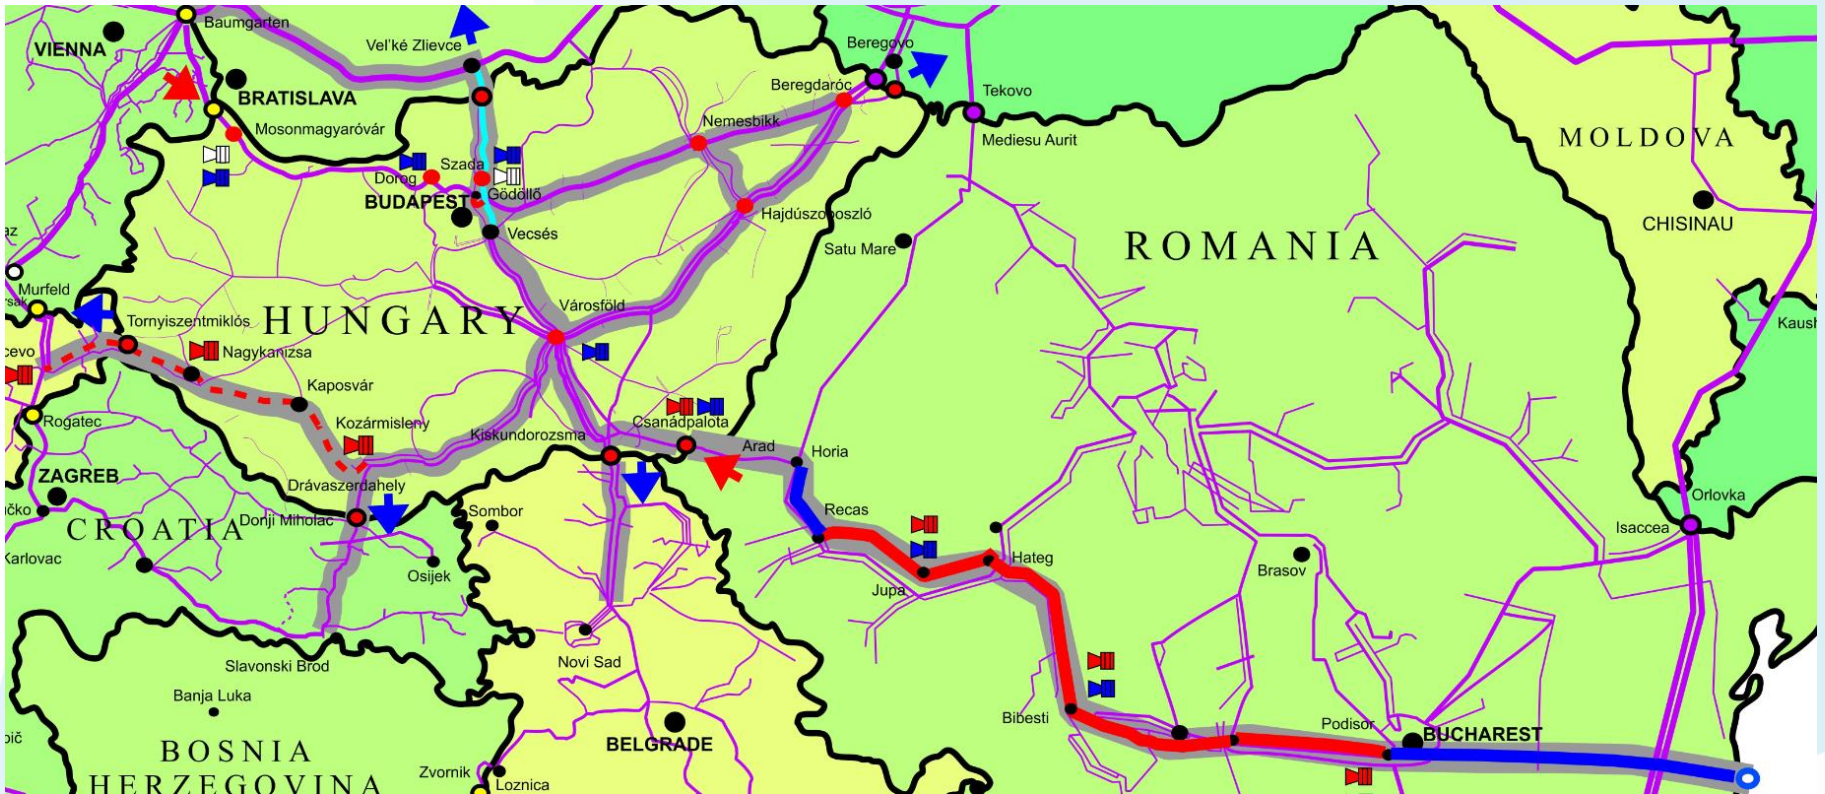 Baumgarten
VIENNA
Vel'ké Zlievce
Beregovo
BRATISLAVA
Beregdaróc
Tekovo
Mosonmagyaróvár
Nemesbikk
Mediesu Aurit
MOLDOVA
Szada
Dorog
Gödöllő
BUDAPEST
Hajdúszoboszló
CHISINAU
Vecsés
Satu Mare
ROMANIA
Murfeld
Városföld
Tornyiszentmiklós
HUNGARY
Kaush
cevo
Nagykanizsa
Kaposvár
Rogatec
Kozármisleny
Csanádpalota
Kiskundorozsma
Arad
Horia
ZAGREB
Drávaszerdahely
Orlovka
čko
Donji Miholac
Sombor
Recas
Isaccea
CROATIA
Karlovac
Osijek
Hateg
Brasov
Jupa
Slavonski Brod
Novi Sad
Banja Luka
Bibesti
Podisor
BUCHAREST
BELGRADE
BOSNIA
HERZEGOVINA
Zvornik
Loznica